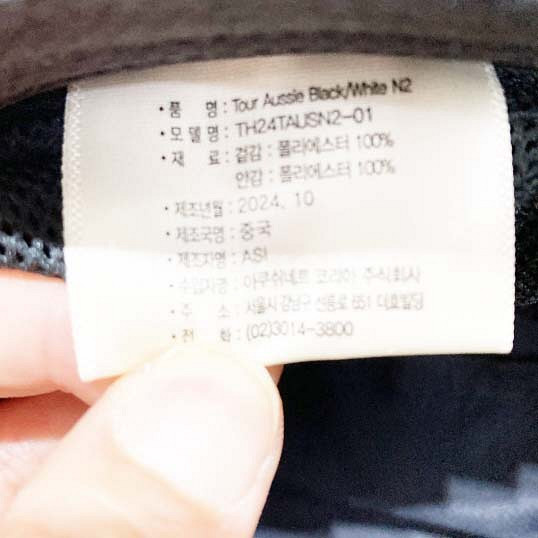 • 품 명 : Tour Aussie Black/White N2
• 모 델 명 : TH24TAUSN2-01
• 재 료 : 겉감 : 폴리에스터 100%
안감 : 폴리에스터 100%
• 제조년월 : 2024. 10
• 제조국명 : 중국
• 제조자명 : ASI
• 수입자명 : 아쿠쉬네트 코리아 주식회사
• 주 소 : 서울시 강남구 선릉로 651
• 전 화 : (02)3014-3800